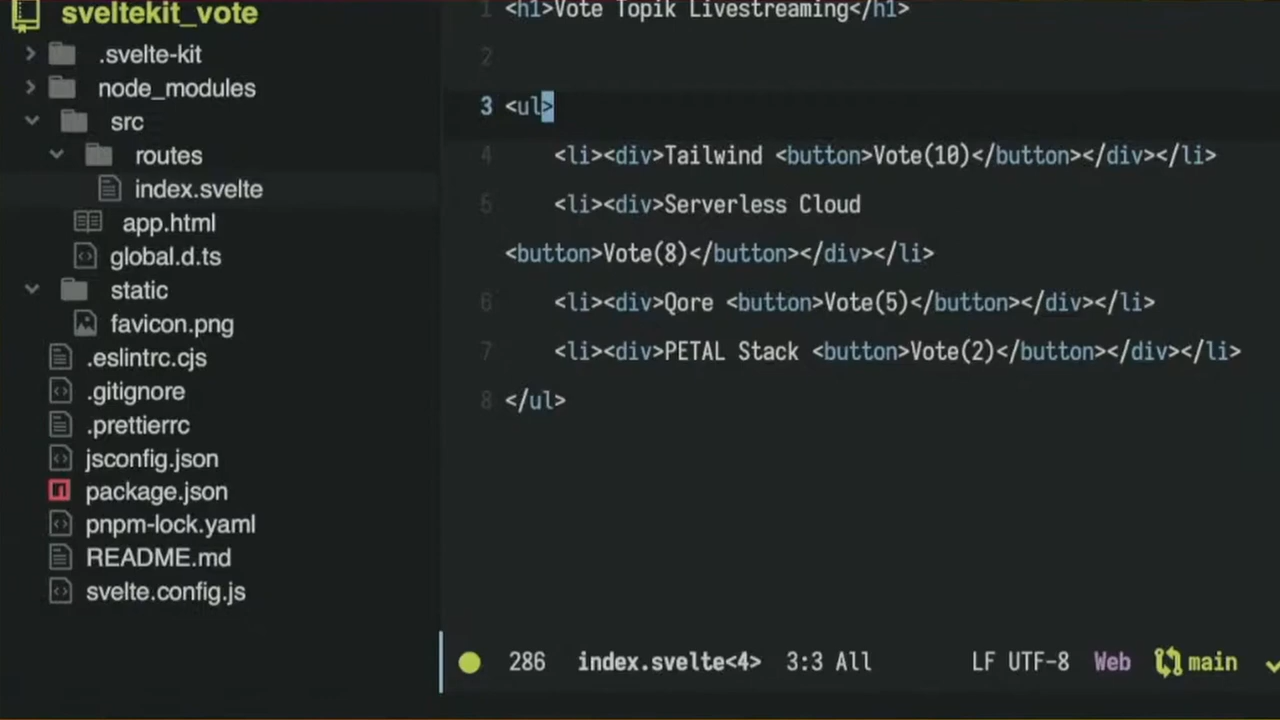 sveltekit_vote
.svelte-kit
node_modules
src
routes
index.svelte
app.html
global.d.ts
static
favicon.png
.eslintrc.cjs
.gitignore
.prettierrc
jsconfig.json
package.json
pnpm-lock.yaml
README.md
svelte.config.js
1 <h1>Vote Topik Livestreaming</h1>
2
3 <ul>
4 <li><div>Tailwind <button>Vote(10)</button></div></li>
5 <li><div>Serverless Cloud
<button>Vote(8)</button></div></li>
6 <li><div>Qore <button>Vote(5)</button></div></li>
7 <li><div>PETAL Stack <button>Vote(2)</button></div></li>
8 </ul>
286 index.svelte<4> 3:3 All LF UTF-8 Web main